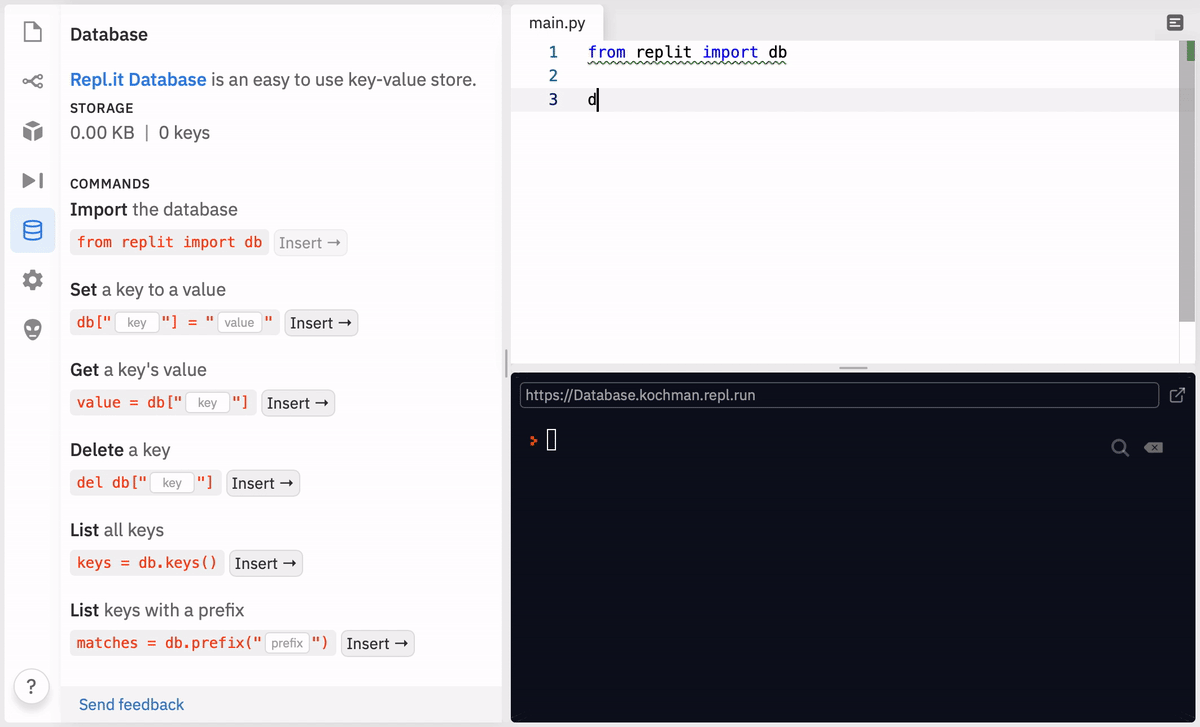 Database
Repl.it Database is an easy to use key-value store.
STORAGE
0.00 KB | 0 keys
COMMANDS
Import the database
from replit import db Insert →
Set a key to a value
db["key"] = "value" Insert →
Get a key's value
value = db["key"] Insert →
Delete a key
del db["key"] Insert →
List all keys
keys = db.keys() Insert →
List keys with a prefix
matches = db.prefix("prefix") Insert →
?
Send feedback
main.py
1 from replit import db
2
3 d
https://Database.kochman.repl.run